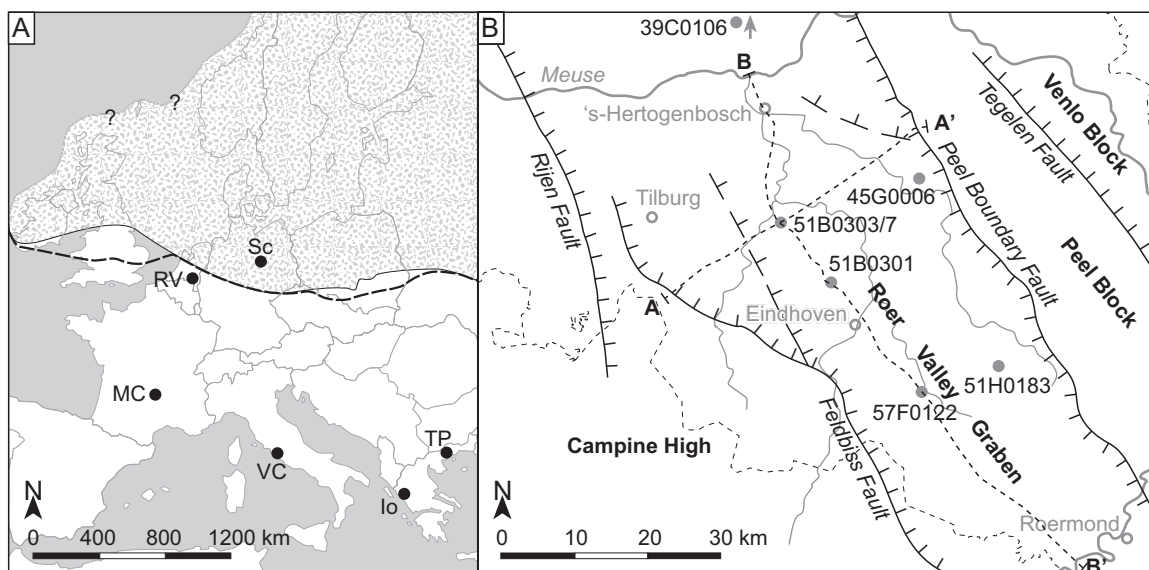 A
?
?
Sc
RV
MC
VC
TP
Io
N
0 400 800 1200 km
B
39C0106
B
Meuse
's-Hertogenbosch
A'
Venlo Block
Tegelen Fault
Rijen Fault
Tilburg
45G0006
Peel Boundary Fault
51B0303/7
51B0301
Peel Block
A
Eindhoven
Roer
Valley
Graben
51H0183
57F0122
Campine High
Feldbiss Fault
N
0 10 20 30 km
Roermond
B'